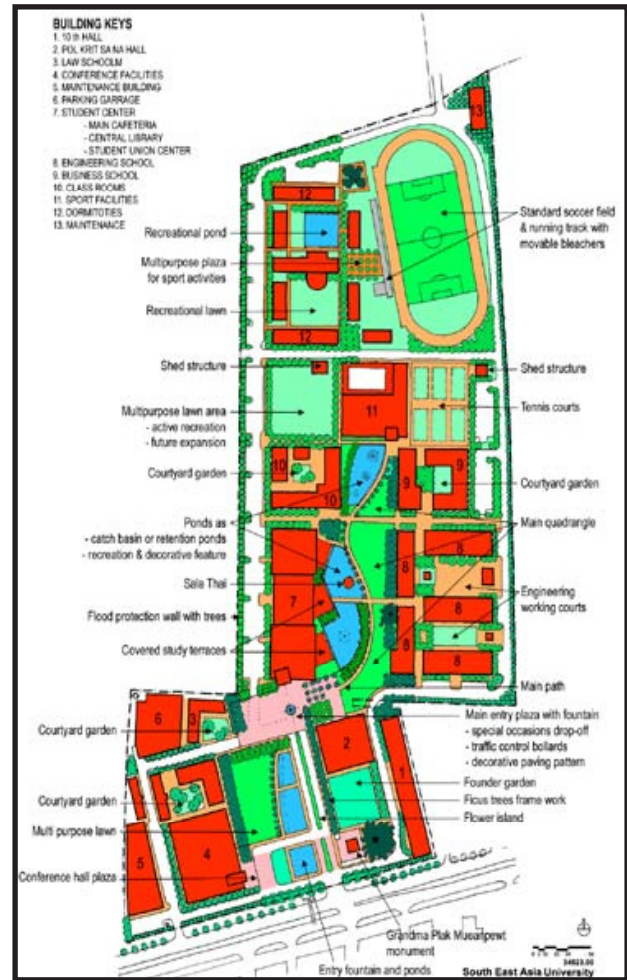 BUILDING KEYS
1. 10 th HALL
2. POL KRIT SA NA HALL
3. LAW SCHOOLM
4. CONFERENCE FACILITIES
5. MAINTENANCE BUILDING
6. PARKING GARRAGE
7. STUDENT CENTER
- MAIN CAFETERIA
- CENTRAL LIBRARY
- STUDENT UNION CENTER
8. ENGINEERING SCHOOL
9. BUSINESS SCHOOL
10. CLASS ROOMS
11. SPORT FACILITIES
12. DORMITOTIES
13. MAINTENANCE
13
12
Recreational pond
Standard soccer field
& running track with
movable bleachers
Multipurpose plaza
for sport activities
Recreational lawn
12
Shed structure
Shed structure
11
Tennis courts
Multipurpose lawn area
- active recreation
- future expansion
10
9
Courtyard garden
10
9
Courtyard garden
Ponds as
- catch basin or retention ponds
- recreation & decorative feature
Main quadrangle
8
8
Sala Thai
7
Engineering
working courts
8
Flood protection wall with trees
8
8
Covered study terraces
Main path
6
3
Courtyard garden
Main entry plaza with fountain
- special occasions drop-off
- traffic control bollards
- decorative paving pattern
2
1
Founder garden
Courtyard garden
Ficus trees frame work
Flower island
Multi purpose lawn
4
5
Conference hall plaza
Grandma Plak Muearipewt
monument
Entry fountain and ponds
South East Asia University